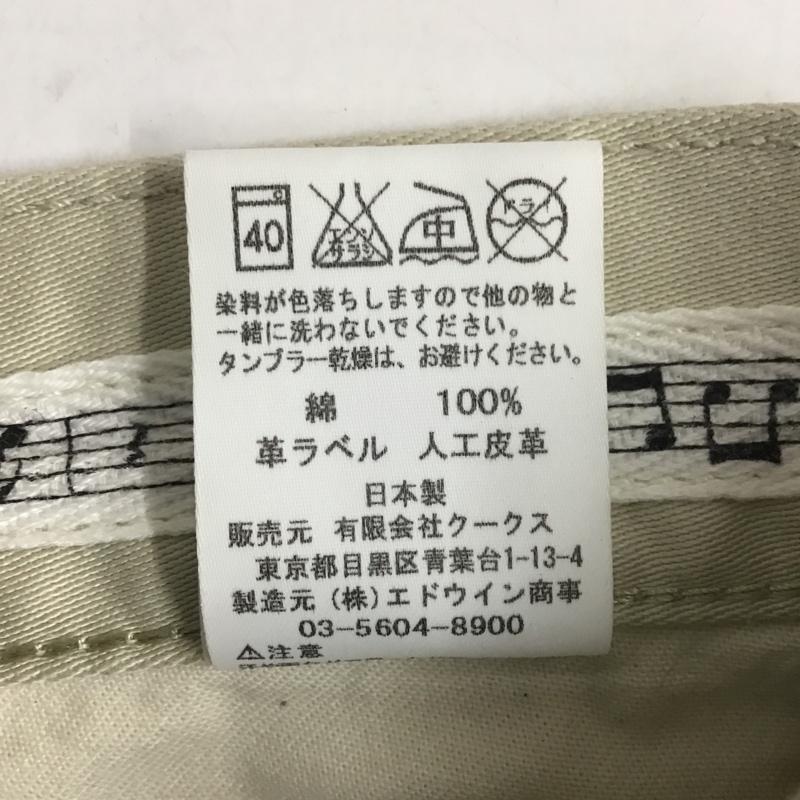 40
エンソ
サラシ
中
ドライ
染料が色落ちしますので他の物と
一緒に洗わないでください。
タンブラー乾燥は、お避けください。
綿 100%
革ラベル 人工皮革
日本製
販売元 有限会社クークス
東京都目黒区青葉台1-13-4
製造元 (株)エドウイン商事
03-5604-8900
⚠注意